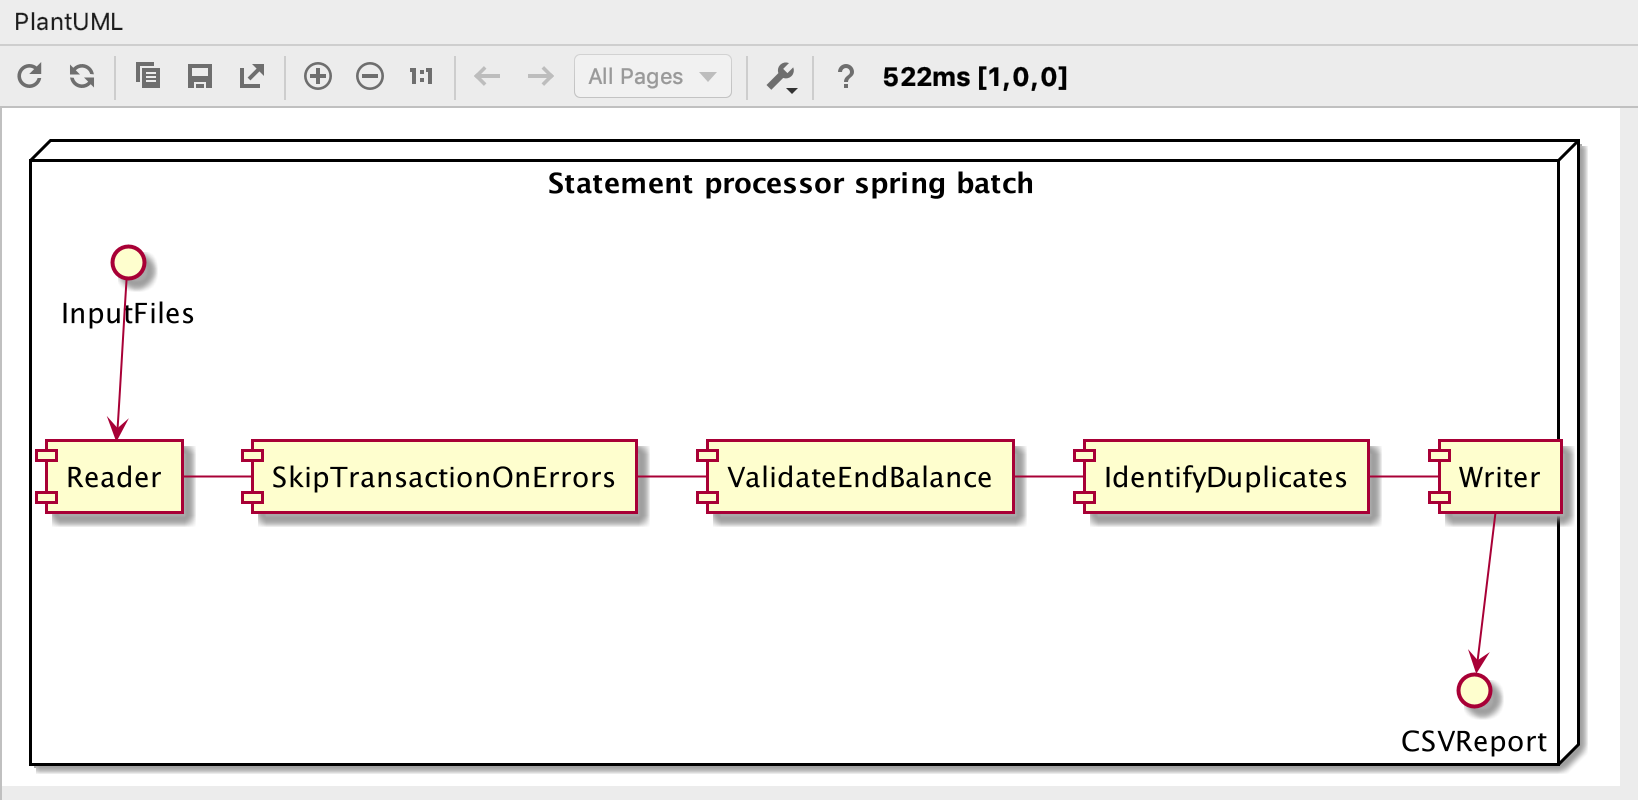 PlantUML
1:1
All Pages
? 522ms [1,0,0]
Statement processor spring batch
InputFiles
Reader SkipTransactionOnErrors ValidateEndBalance IdentifyDuplicates Writer
CSVReport